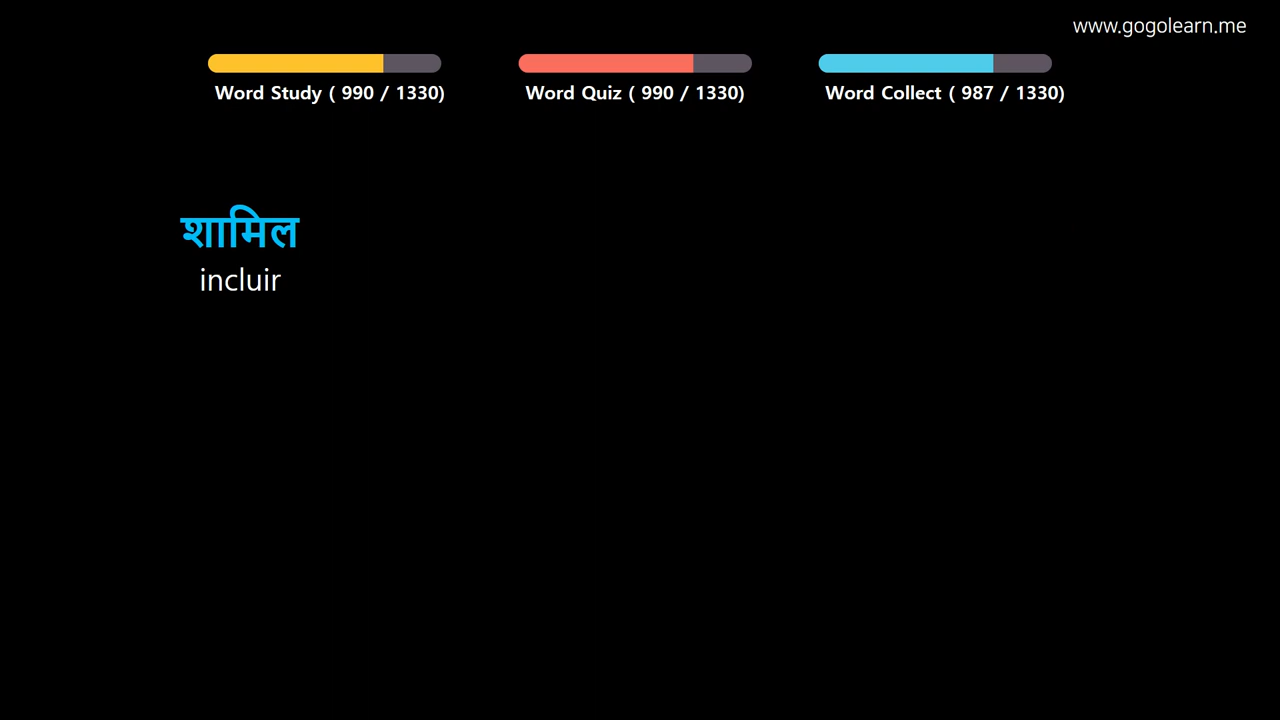 www.gogolearn.me
Word Study ( 990 / 1330)
Word Quiz ( 990 / 1330)
Word Collect ( 987 / 1330)
शामिल
incluir